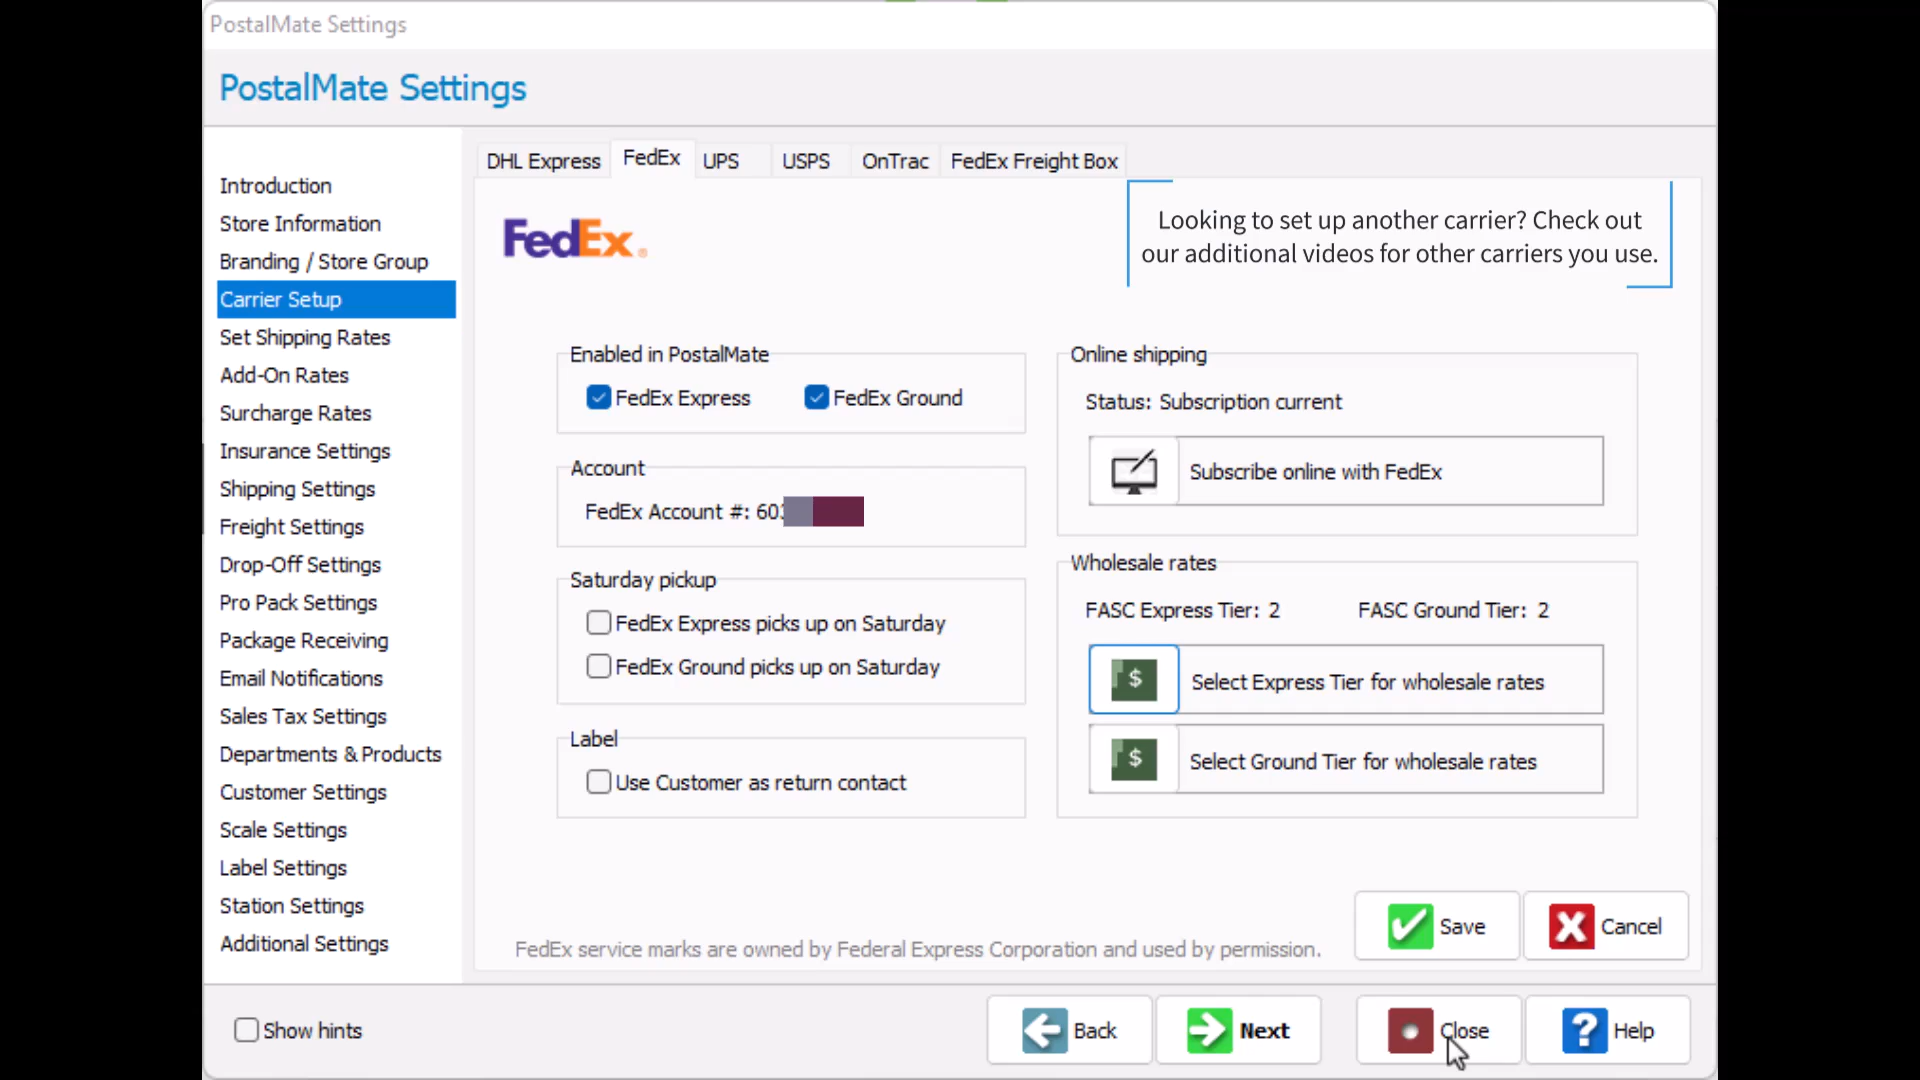 PostalMate Settings
PostalMate Settings
Introduction
Store Information
Branding / Store Group
Carrier Setup
Set Shipping Rates
Add-On Rates
Surcharge Rates
Insurance Settings
Shipping Settings
Freight Settings
Drop-Off Settings
Pro Pack Settings
Package Receiving
Email Notifications
Sales Tax Settings
Departments & Products
Customer Settings
Scale Settings
Label Settings
Station Settings
Additional Settings
DHL Express FedEx UPS USPS OnTrac FedEx Freight Box
FedEx®
Looking to set up another carrier? Check out
our additional videos for other carriers you use.
Enabled in PostalMate
FedEx Express FedEx Ground
Account
FedEx Account #: 603
Saturday pickup
FedEx Express picks up on Saturday
FedEx Ground picks up on Saturday
Label
Use Customer as return contact
Online shipping
Status: Subscription current
Subscribe online with FedEx
Wholesale rates
FASC Express Tier: 2 FASC Ground Tier: 2
$ Select Express Tier for wholesale rates
$ Select Ground Tier for wholesale rates
FedEx service marks are owned by Federal Express Corporation and used by permission.
Save Cancel
Show hints
Back Next Close ? Help